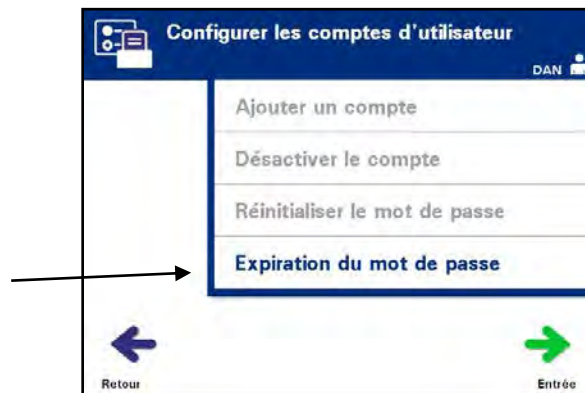 Configurer les comptes d'utilisateur
DAN
Ajouter un compte
Désactiver le compte
Réinitialiser le mot de passe
Expiration du mot de passe
Retour
Entrée